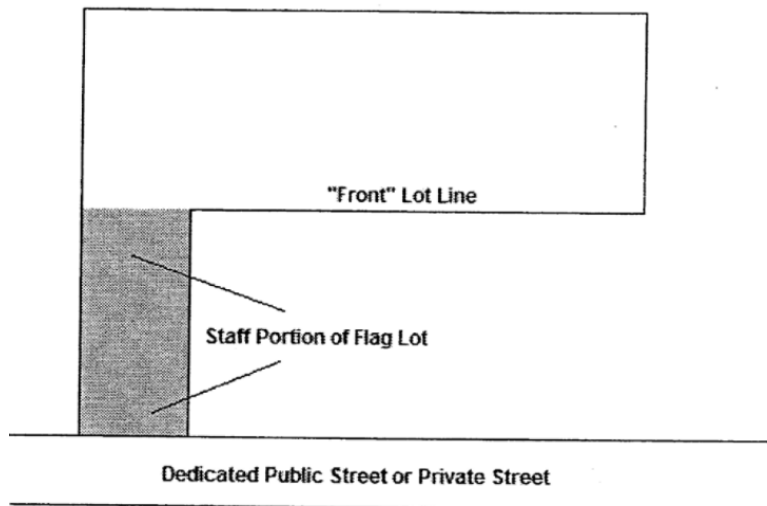 "Front" Lot Line
Staff Portion of Flag Lot
Dedicated Public Street or Private Street